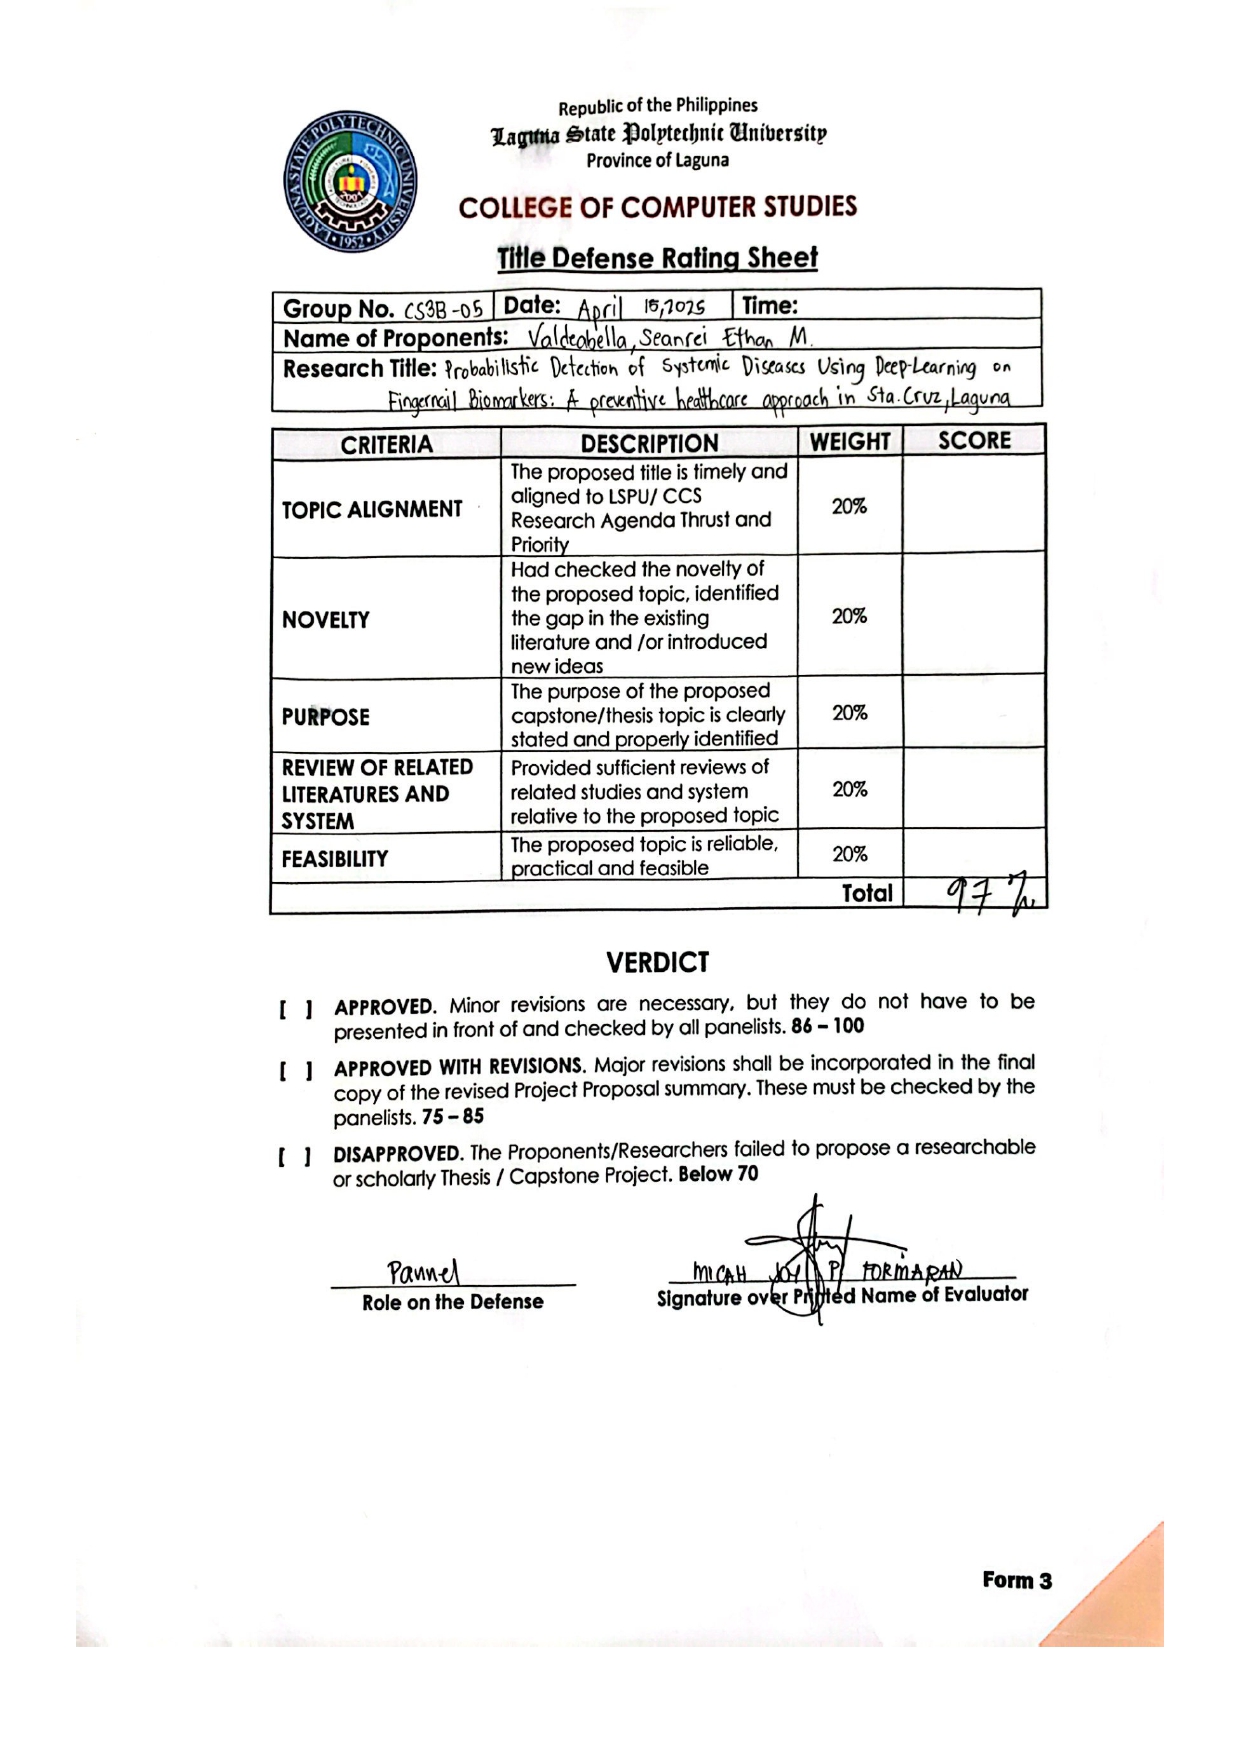 Republic of the Philippines
Laguna State Polytechnic University
Province of Laguna
COLLEGE OF COMPUTER STUDIES
Title Defense Rating Sheet
LAGUNA STATE POLYTECHNIC UNIVERSITY
2007
• 1952 •
Group No. CS3B-05 Date: April 15, 2025 Time:
Name of Proponents: Valdeabella, Seanrei Ethan M.
Research Title: Probabilistic Detection of Systemic Diseases Using Deep-Learning on
Fingernail Biomarkers: A preventive healthcare approach in Sta. Cruz, Laguna
CRITERIA DESCRIPTION WEIGHT SCORE
TOPIC ALIGNMENT
The proposed title is timely and
aligned to LSPU/ CCS
Research Agenda Thrust and
Priority
20%
NOVELTY
Had checked the novelty of
the proposed topic, identified
the gap in the existing
literature and /or introduced
new ideas
20%
PURPOSE
The purpose of the proposed
capstone/thesis topic is clearly
stated and properly identified
20%
REVIEW OF RELATED
LITERATURES AND
SYSTEM
Provided sufficient reviews of
related studies and system
relative to the proposed topic
20%
FEASIBILITY
The proposed topic is reliable,
practical and feasible
20%
Total 97%
VERDICT
[ ] APPROVED. Minor revisions are necessary, but they do not have to be
presented in front of and checked by all panelists. 86 – 100
[ ] APPROVED WITH REVISIONS. Major revisions shall be incorporated in the final
copy of the revised Project Proposal summary. These must be checked by the
panelists. 75 – 85
[ ] DISAPPROVED. The Proponents/Researchers failed to propose a researchable
or scholarly Thesis / Capstone Project. Below 70
Pannel
Role on the Defense
MICAH JOY P. FORMARAN
Signature over Printed Name of Evaluator
Form 3